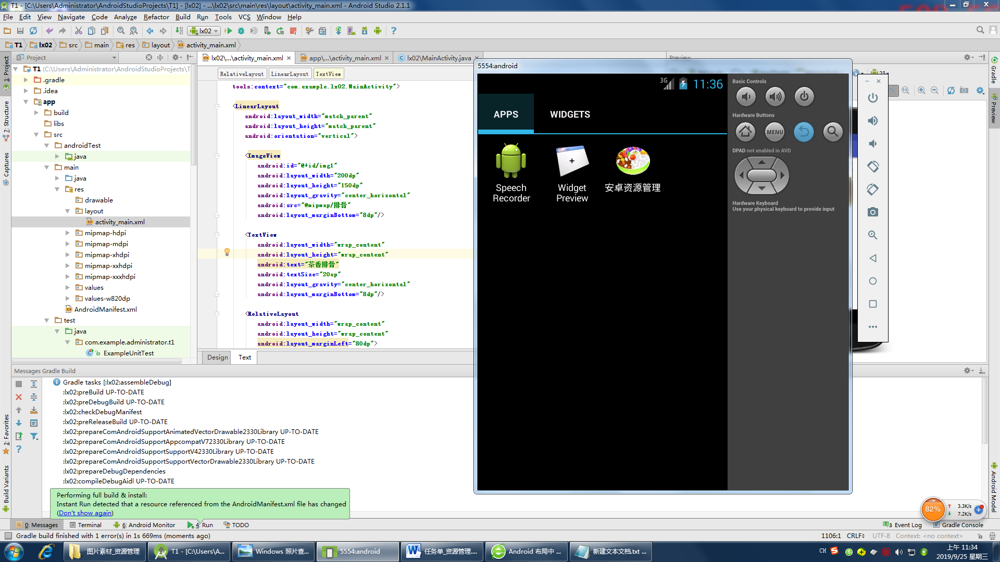 T1 - [C:\Users\Administrator\AndroidStudioProjects\T1] - [lx02] - ...\lx02\src\main\res\layout\activity_main.xml - Android Studio 2.1.1
File Edit View Navigate Code Analyze Refactor Build Run Tools VCS Window Help
lx02
T1 lx02 src main res layout activity_main.xml
Project
lx02\...\activity_main.xml app\...\activity_main.xml lx02\MainActivity.java
Preview
RelativeLayout LinearLayout TextView
T1 (C:\Users\Administrator\AndroidStudioProjects\T
.gradle
.idea
app
build
libs
src
androidTest
java
main
java
res
drawable
layout
activity_main.xml
mipmap-hdpi
mipmap-mdpi
mipmap-xhdpi
mipmap-xxhdpi
mipmap-xxxhdpi
values
values-w820dp
AndroidManifest.xml
test
java
com.example.administrator.t1
ExampleUnitTest
1: Project
7: Structure
Captures
2: Favorites
Build Variants
tools:context="com.example.lx02.MainActivity">
<LinearLayout
android:layout_width="match_parent"
android:layout_height="match_parent"
android:orientation="vertical">
<ImageView
android:id="@+id/img1"
android:layout_width="200dp"
android:layout_height="150dp"
android:layout_gravity="center_horizontal"
android:src="@mipmap/排骨"
android:layout_marginBottom="8dp"/>
<TextView
android:layout_width="wrap_content"
android:layout_height="wrap_content"
android:text="茶香排骨"
android:textSize="20sp"
android:layout_gravity="center_horizontal"
android:layout_marginBottom="8dp"/>
<RelativeLayout
android:layout_width="wrap_content"
android:layout_height="wrap_content"
android:layout_marginLeft="80dp">
Design Text
5554:android
3G 11:36
APPS WIDGETS
Speech Recorder
Widget Preview
安卓资源管理
Basic Controls
Hardware Buttons
MENU
DPAD not enabled in AVD
Hardware Keyboard
Use your physical keyboard to provide input
23
Gradle
Preview
Android Model
Messages Gradle Build
Gradle tasks [:lx02:assembleDebug]
:lx02:preBuild UP-TO-DATE
:lx02:preDebugBuild UP-TO-DATE
:lx02:checkDebugManifest
:lx02:preReleaseBuild UP-TO-DATE
:lx02:prepareComAndroidSupportAnimatedVectorDrawable2330Library UP-TO-DATE
:lx02:prepareComAndroidSupportAppcompatV72330Library UP-TO-DATE
:lx02:prepareComAndroidSupportSupportV42330Library UP-TO-DATE
:lx02:prepareComAndroidSupportSupportVectorDrawable2330Library UP-TO-DATE
:lx02:prepareDebugDependencies
:lx02:compileDebugAidl UP-TO-DATE
Performing full build & install:
Instant Run detected that a resource referenced from the AndroidManifest.xml file has changed
(Don't show again)
82% 3.3K/s
7.2K/s
0: Messages Terminal 6: Android Monitor 4: Run TODO
3 Event Log Gradle Console
Gradle build finished with 1 error(s) in 1s 669ms (moments ago)
1106:1 CRLF UTF-8 Context: <no context>
图片素材_资源管理 T1 - [C:\Users\A... Windows 照片查... 5554:android 任务单_资源管理.... Android 布局中 ... 新建文本文档.txt ...
CH 上午 11:34
2019/9/25 星期三